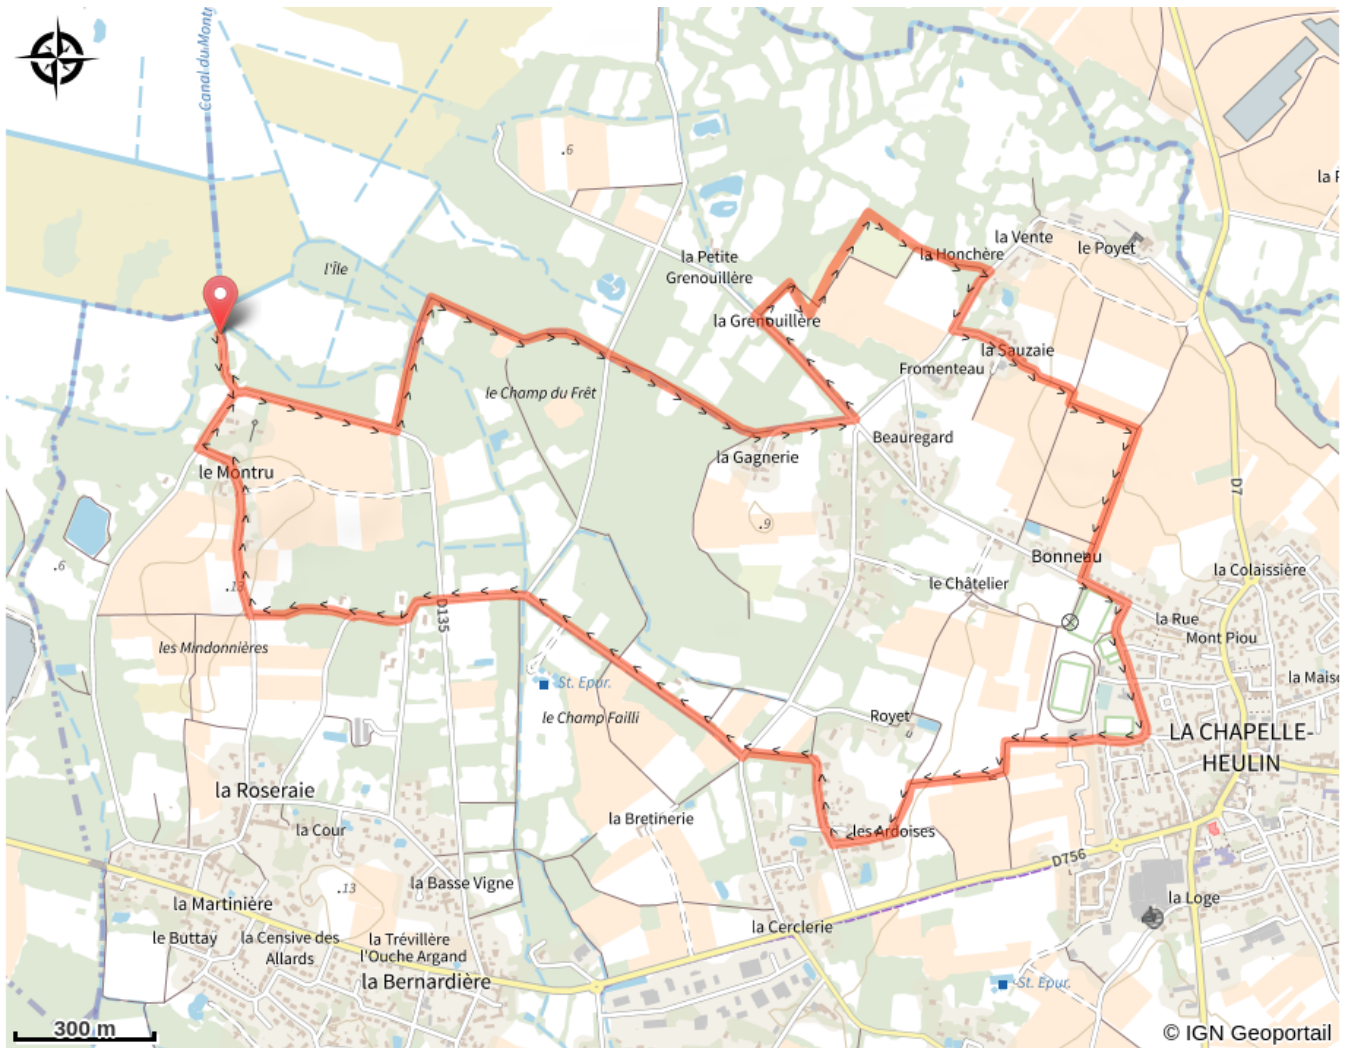 Canal du Mont
.6
la Petite
Grenouillère
la Vente
la Honchère
le Poyet
l'Île
la Grenouillère
la Sauzaie
Fromenteau
le Champ du Frêt
Beauregard
la Gagnerie
le Montru
D7
.9
.6
Bonneau
la Colaissière
.13
le Châtelier
D135
la Rue
Mont Piou
les Mindonnières
la Mais
St. Epur.
le Champ Failli
Royet
LA CHAPELLE-
HEULIN
la Roseraie
la Cour
la Bretinerie
les Ardoises
D756
.13
la Basse Vigne
la Loge
la Martinière
la Cerclerie
le Buttay
la Censive des
Allards
la Trévillère
l'Ouche Argand
la Bernardière
St. Epur.
300 m
© IGN Geoportail